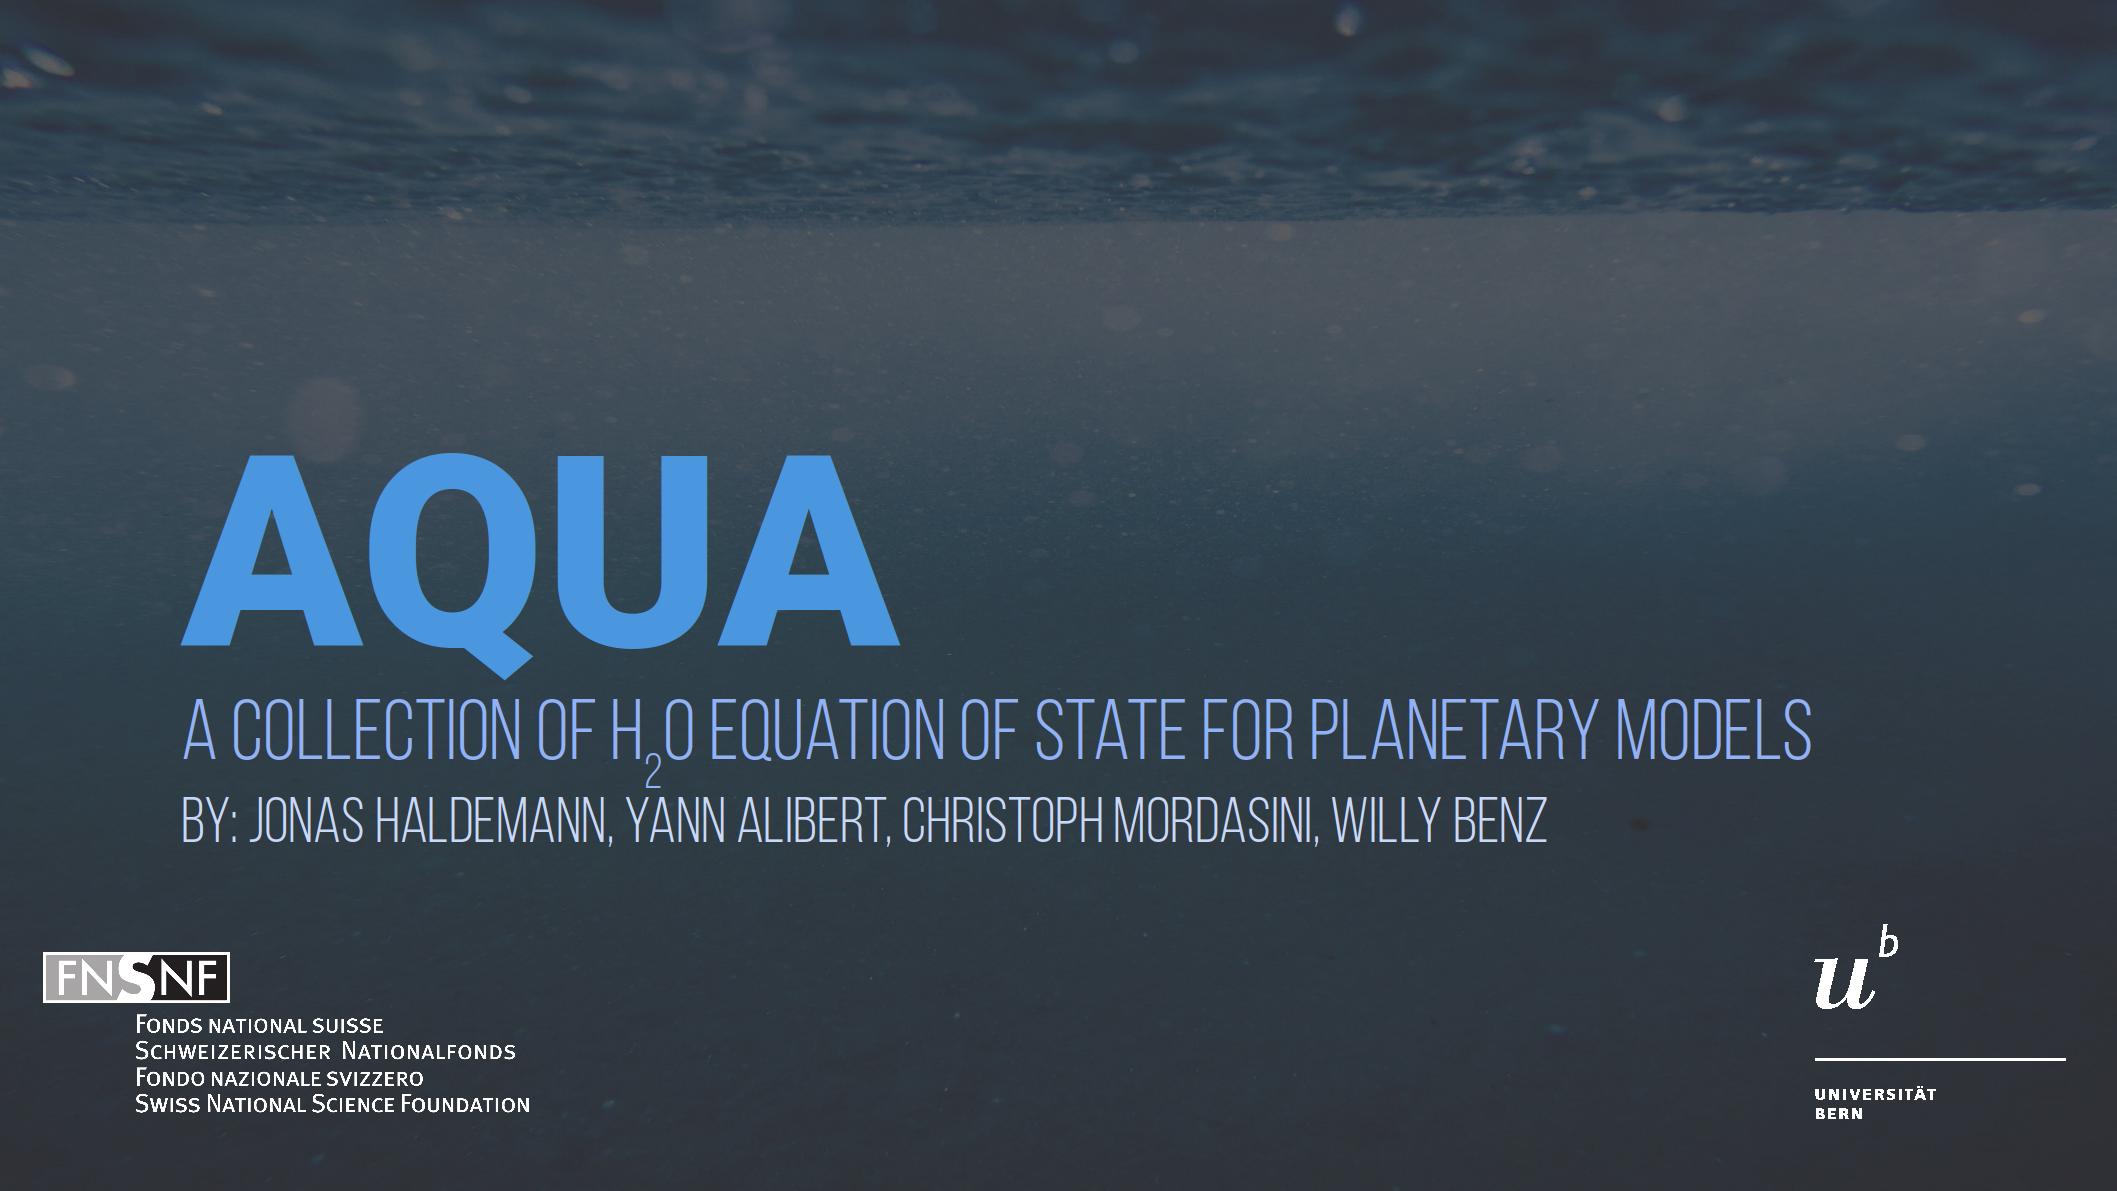 AQUA
A COLLECTION OF H₂O EQUATION OF STATE FOR PLANETARY MODELS
BY: JONAS HALDEMANN, YANN ALIBERT, CHRISTOPH MORDASINI, WILLY BENZ
FNSNF
FONDS NATIONAL SUISSE
SCHWEIZERISCHER NATIONALFONDS
FONDO NAZIONALE SVIZZERO
SWISS NATIONAL SCIENCE FOUNDATION
u^b
UNIVERSITÄT
BERN